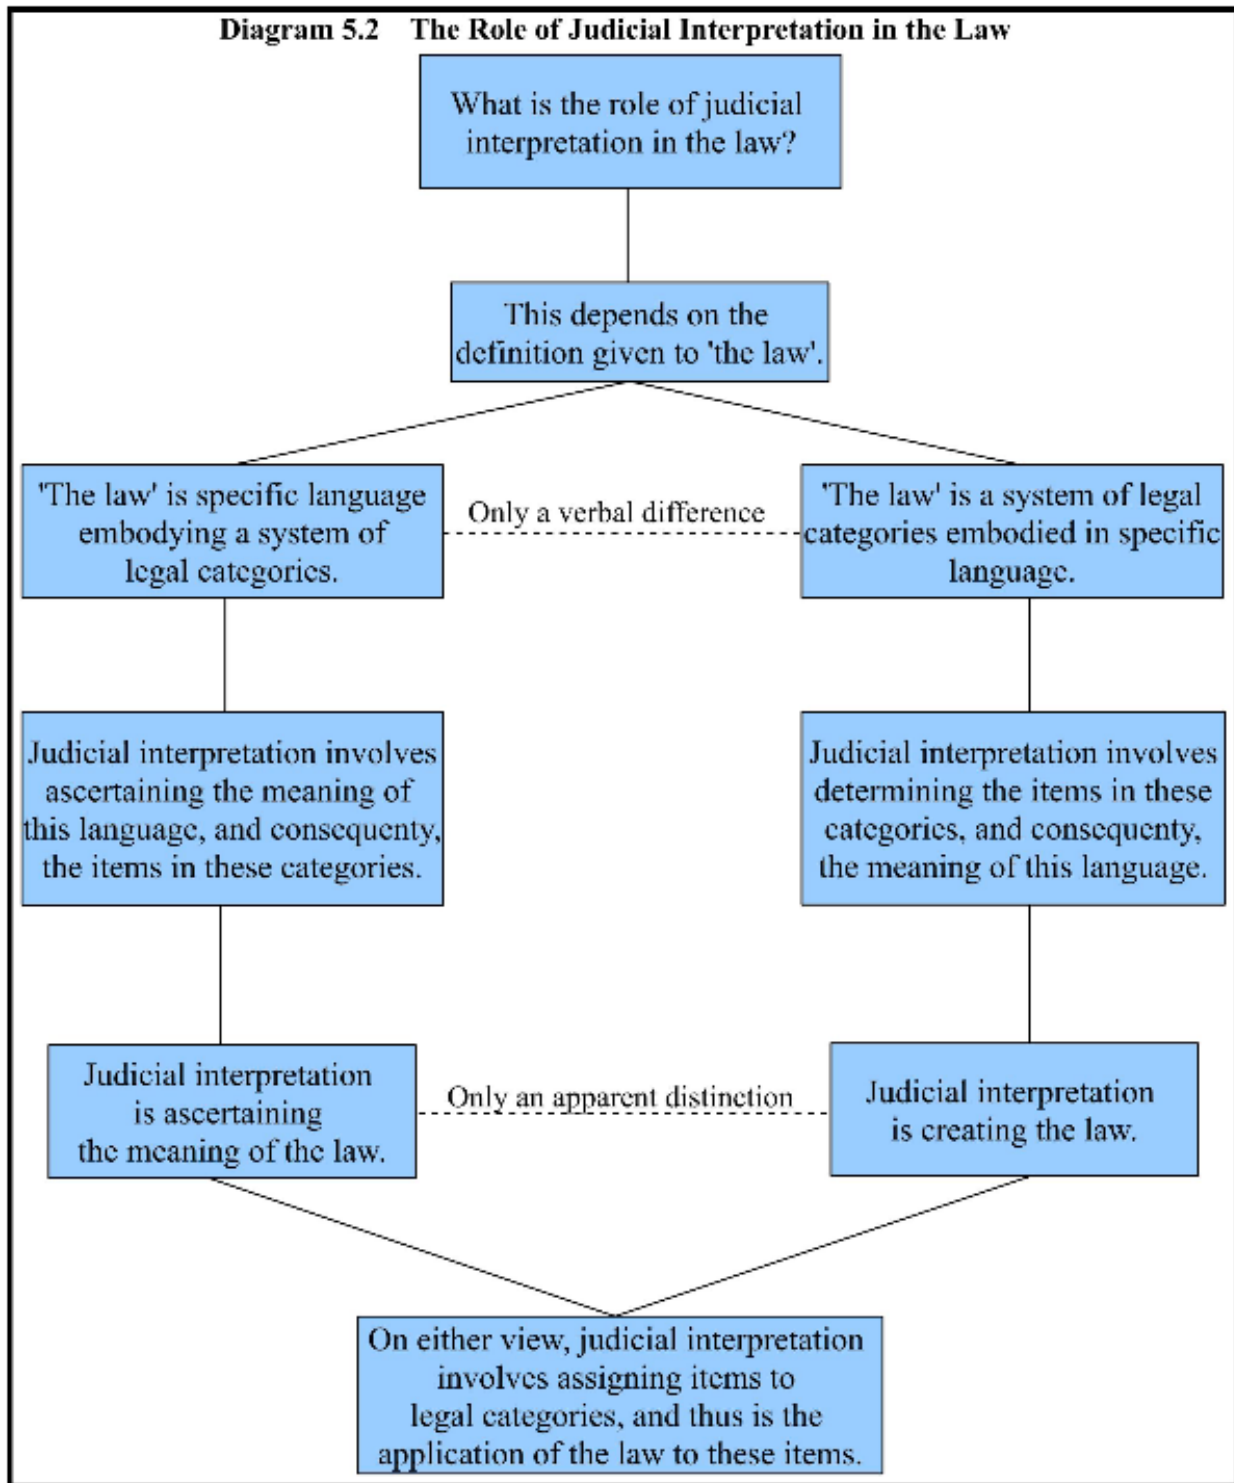 Diagram 5.2 The Role of Judicial Interpretation in the Law
What is the role of judicial
interpretation in the law?
This depends on the
definition given to 'the law'.
'The law' is specific language
embodying a system of
legal categories.
Only a verbal difference
'The law' is a system of legal
categories embodied in specific
language.
Judicial interpretation involves
ascertaining the meaning of
this language, and consequenty,
the items in these categories.
Judicial interpretation involves
determining the items in these
categories, and consequenty,
the meaning of this language.
Judicial interpretation
is ascertaining
the meaning of the law.
Only an apparent distinction
Judicial interpretation
is creating the law.
On either view, judicial interpretation
involves assigning items to
legal categories, and thus is the
application of the law to these items.